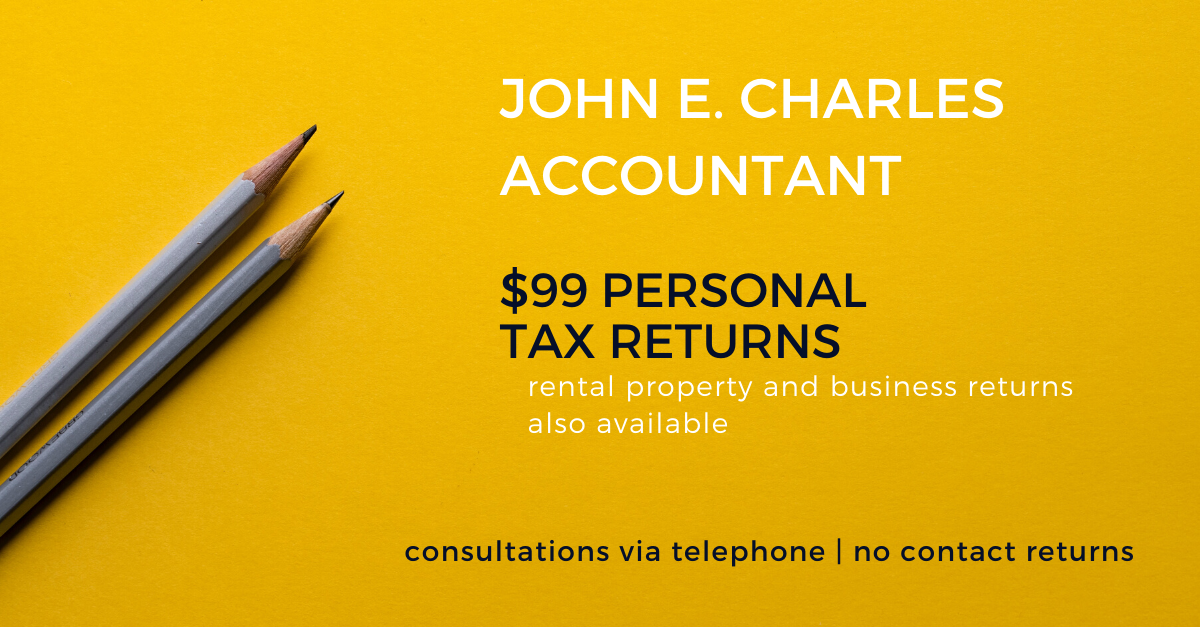 JOHN E. CHARLES
ACCOUNTANT
$99 PERSONAL
TAX RETURNS
rental property and business returns
also available
consultations via telephone | no contact returns